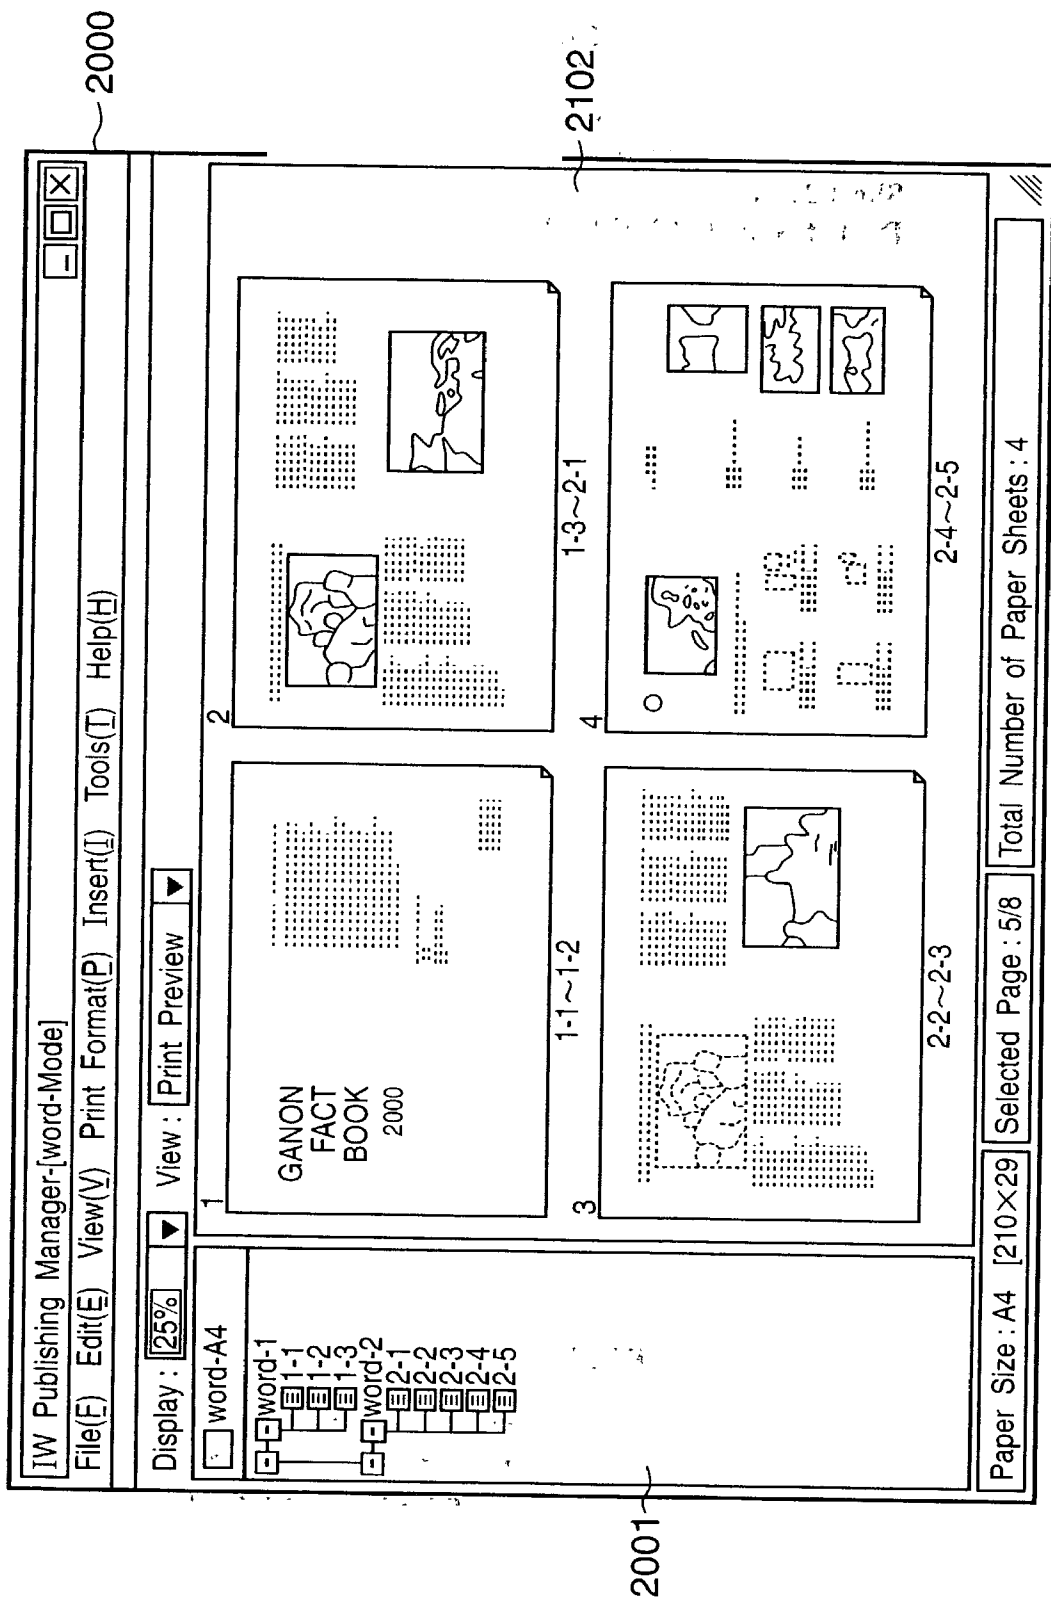 2000
IW Publishing Manager-[word-Mode]
File(F) Edit(E) View(V) Print Format(P) Insert(I) Tools(T) Help(H)
Display : 25% View : Print Preview
word-A4
word-1
1-1
1-2
1-3
word-2
2-1
2-2
2-3
2-4
2-5
2001
2102
1
GANON
FACT
BOOK
2000
1-1～1-2
2
1-3～2-1
3
2-2～2-3
4
2-4～2-5
Paper Size : A4 [210×29
Selected Page : 5/8
Total Number of Paper Sheets : 4